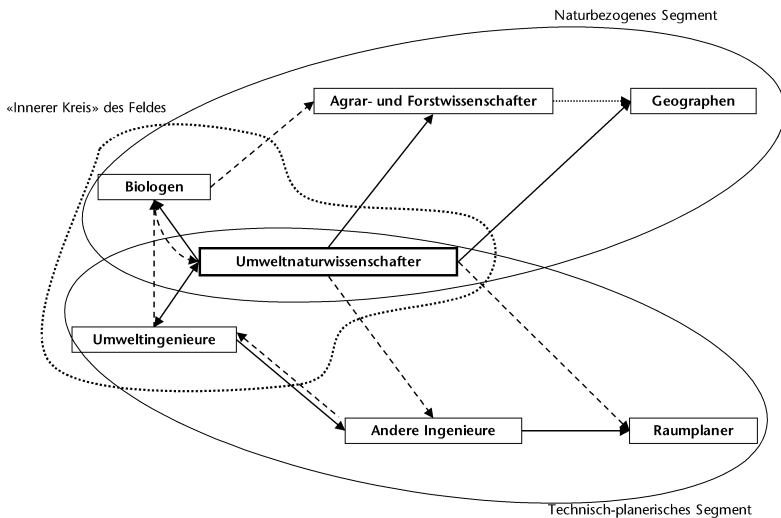 Naturbezogenes Segment
«Innerer Kreis» des Feldes
Agrar- und Forstwissenschafter
Geographen
Biologen
Umweltnaturwissenschafter
Umweltingenieure
Andere Ingenieure
Raumplaner
Technisch-planerisches Segment